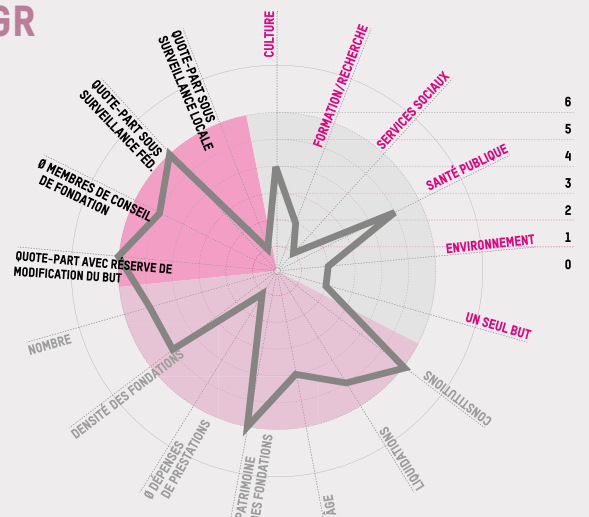 GR
CULTURE
FORMATION/RECHERCHE
SERVICES SOCIAUX
SANTÉ PUBLIQUE
ENVIRONNEMENT
UN SEUL BUT
CONSTITUTIONS
LIQUIDATIONS
ÂGE
PATRIMOINE
DES FONDATIONS
Ø DÉPENSES
DE PRESTATIONS
DENSITÉ DES FONDATIONS
NOMBRE
QUOTE-PART AVEC RÉSERVE DE
MODIFICATION DU BUT
Ø MEMBRES DE CONSEIL
DE FONDATION
QUOTE-PART SOUS
SURVEILLANCE FÉD.
QUOTE-PART SOUS
SURVEILLANCE LOCALE
6
5
4
3
2
1
0